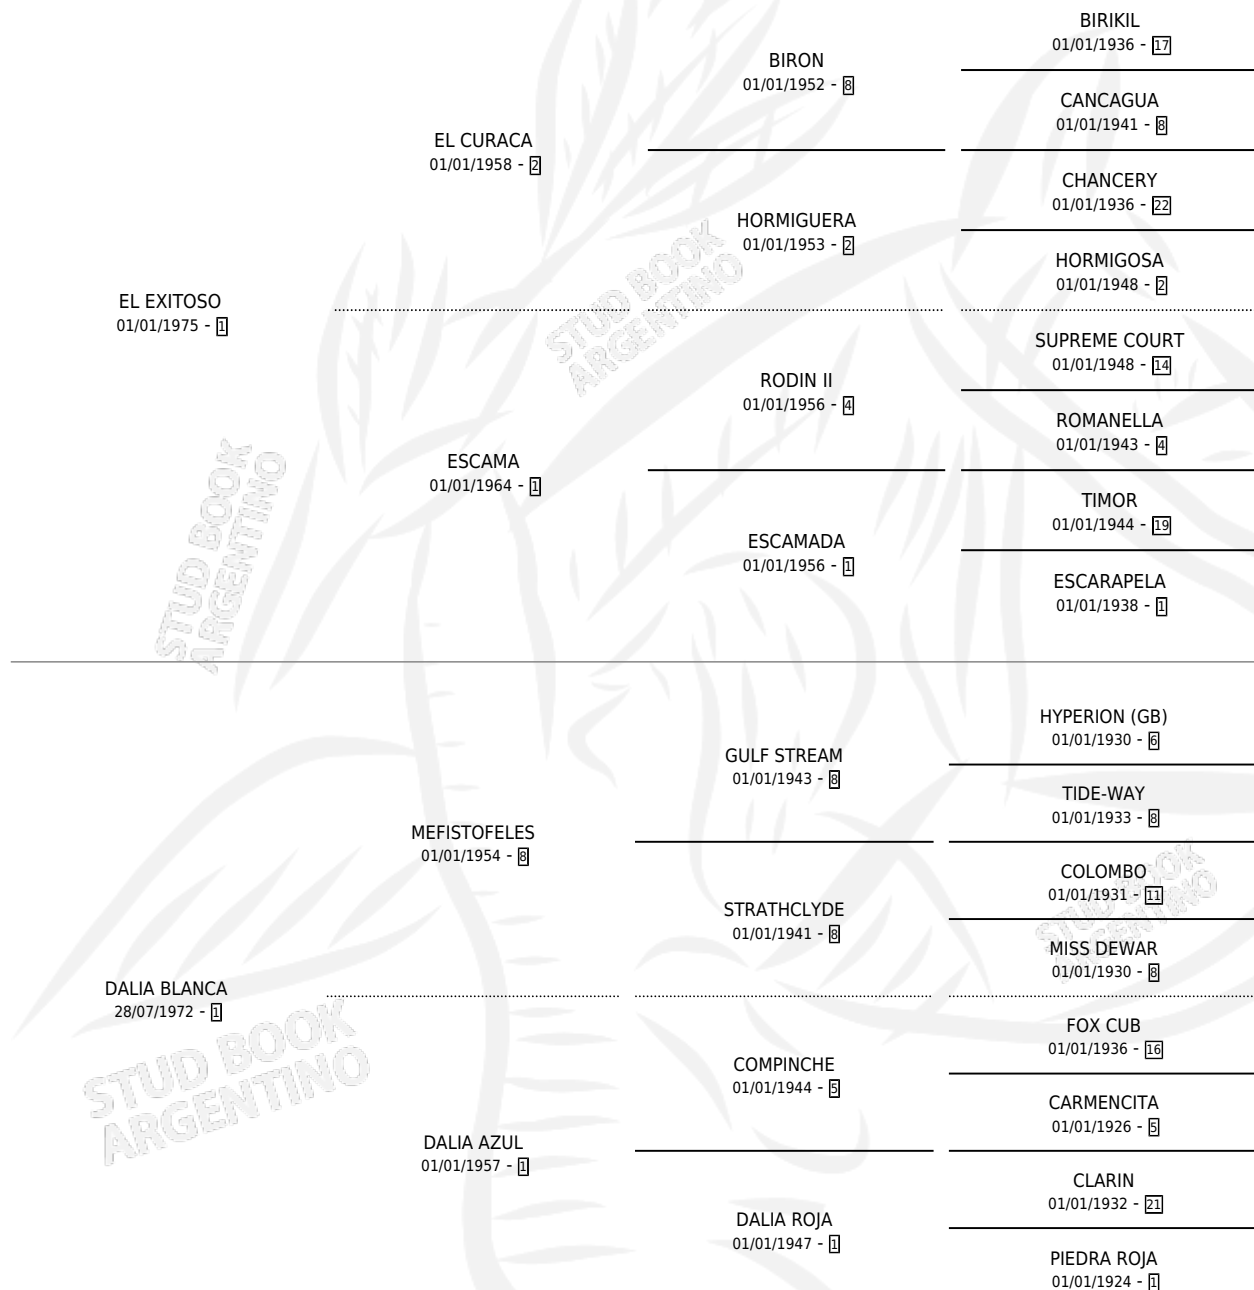 BIRIKIL
01/01/1936 - 17
BIRON
01/01/1952 - 8
CANCAGUA
01/01/1941 - 8
EL CURACA
01/01/1958 - 2
CHANCERY
01/01/1936 - 22
HORMIGUERA
01/01/1953 - 2
HORMIGOSA
01/01/1948 - 2
EL EXITOSO
01/01/1975 - 1
STUD BOOK
ARGENTINO
SUPREME COURT
01/01/1948 - 14
RODIN II
01/01/1956 - 4
ROMANELLA
01/01/1943 - 4
ESCAMA
01/01/1964 - 1
TIMOR
01/01/1944 - 19
ESCAMADA
01/01/1956 - 1
ESCARAPELA
01/01/1938 - 1
STUD BOOK
ARGENTINO
HYPERION (GB)
01/01/1930 - 6
GULF STREAM
01/01/1943 - 8
TIDE-WAY
01/01/1933 - 8
MEFISTOFELES
01/01/1954 - 8
COLOMBO
01/01/1931 - 11
STRATHCLYDE
01/01/1941 - 8
STUD BOOK
ARGENTINO
MISS DEWAR
01/01/1930 - 8
DALIA BLANCA
28/07/1972 - 1
STUD BOOK
ARGENTINO
FOX CUB
01/01/1936 - 16
COMPINCHE
01/01/1944 - 5
CARMENCITA
01/01/1926 - 5
DALIA AZUL
01/01/1957 - 1
CLARIN
01/01/1932 - 21
DALIA ROJA
01/01/1947 - 1
PIEDRA ROJA
01/01/1924 - 1